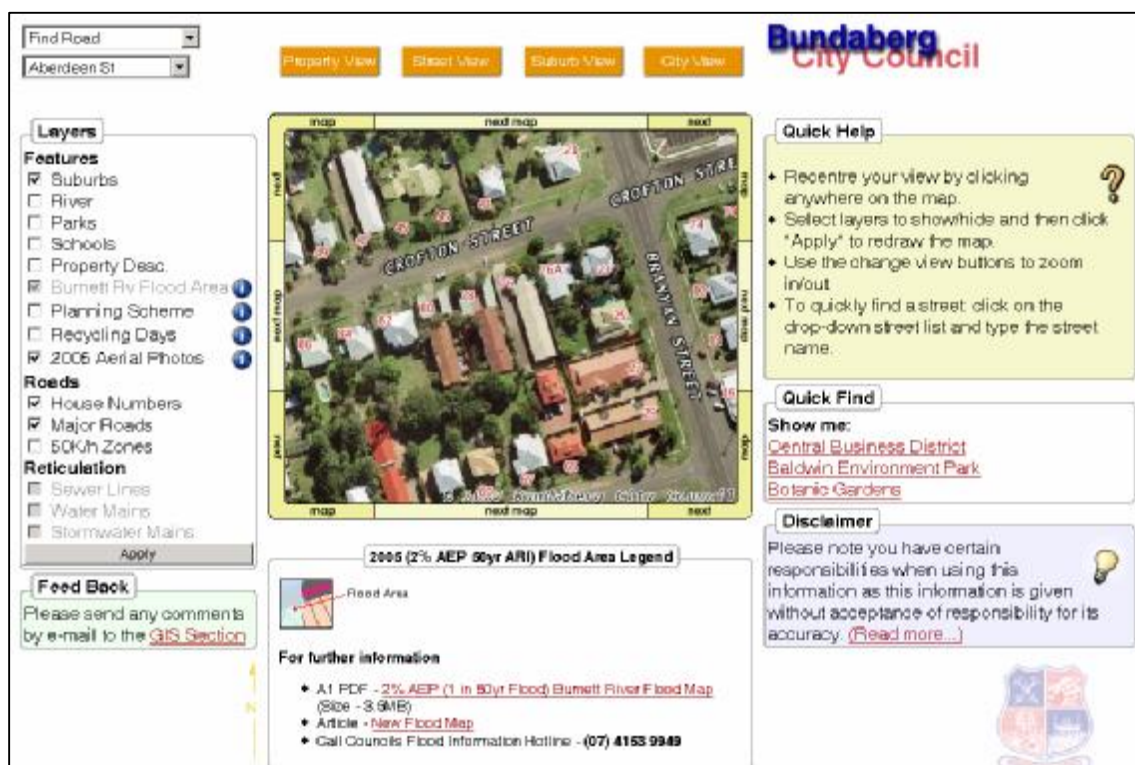 Find Road
Aberdeen St
Property View
Street View
Suburb View
City View
Bundaberg
City Council
Layers
Features
Suburbs
River
Parks
Schools
Property Desc.
Burnett Rv Flood Area
Planning Scheme
Recycling Days
2005 Aerial Photos
Roads
House Numbers
Major Roads
50K/h Zones
Reticulation
Sewer Lines
Water Mains
Stormwater Mains
Apply
Feed Back
Please send any comments
by e-mail to the GIS Section
map
next map
next
CROFTON STREET
CROFTON STRE
BRANYAN STREET
Bundaberg City Council
map
next map
next
2005 (2% AEP 50yr ARI) Flood Area Legend
Flood Area
For further information
A1 PDF - 2% AEP (1 in 50yr Flood) Burnett River Flood Map
(Size - 3.6MB)
Article - New Flood Map
Call Councils Flood Information Hotline - (07) 4153 9949
Quick Help
Recentre your view by clicking
anywhere on the map.
Select layers to show/hide and then click
"Apply" to redraw the map.
Use the change view buttons to zoom
in/out.
To quickly find a street: click on the
drop-down street list and type the street
name.
Quick Find
Show me:
Central Business District
Baldwin Environment Park
Botanic Gardens
Disclaimer
Please note you have certain
responsibilities when using this
information as this information is given
without acceptance of responsibility for its
accuracy. (Read more...)